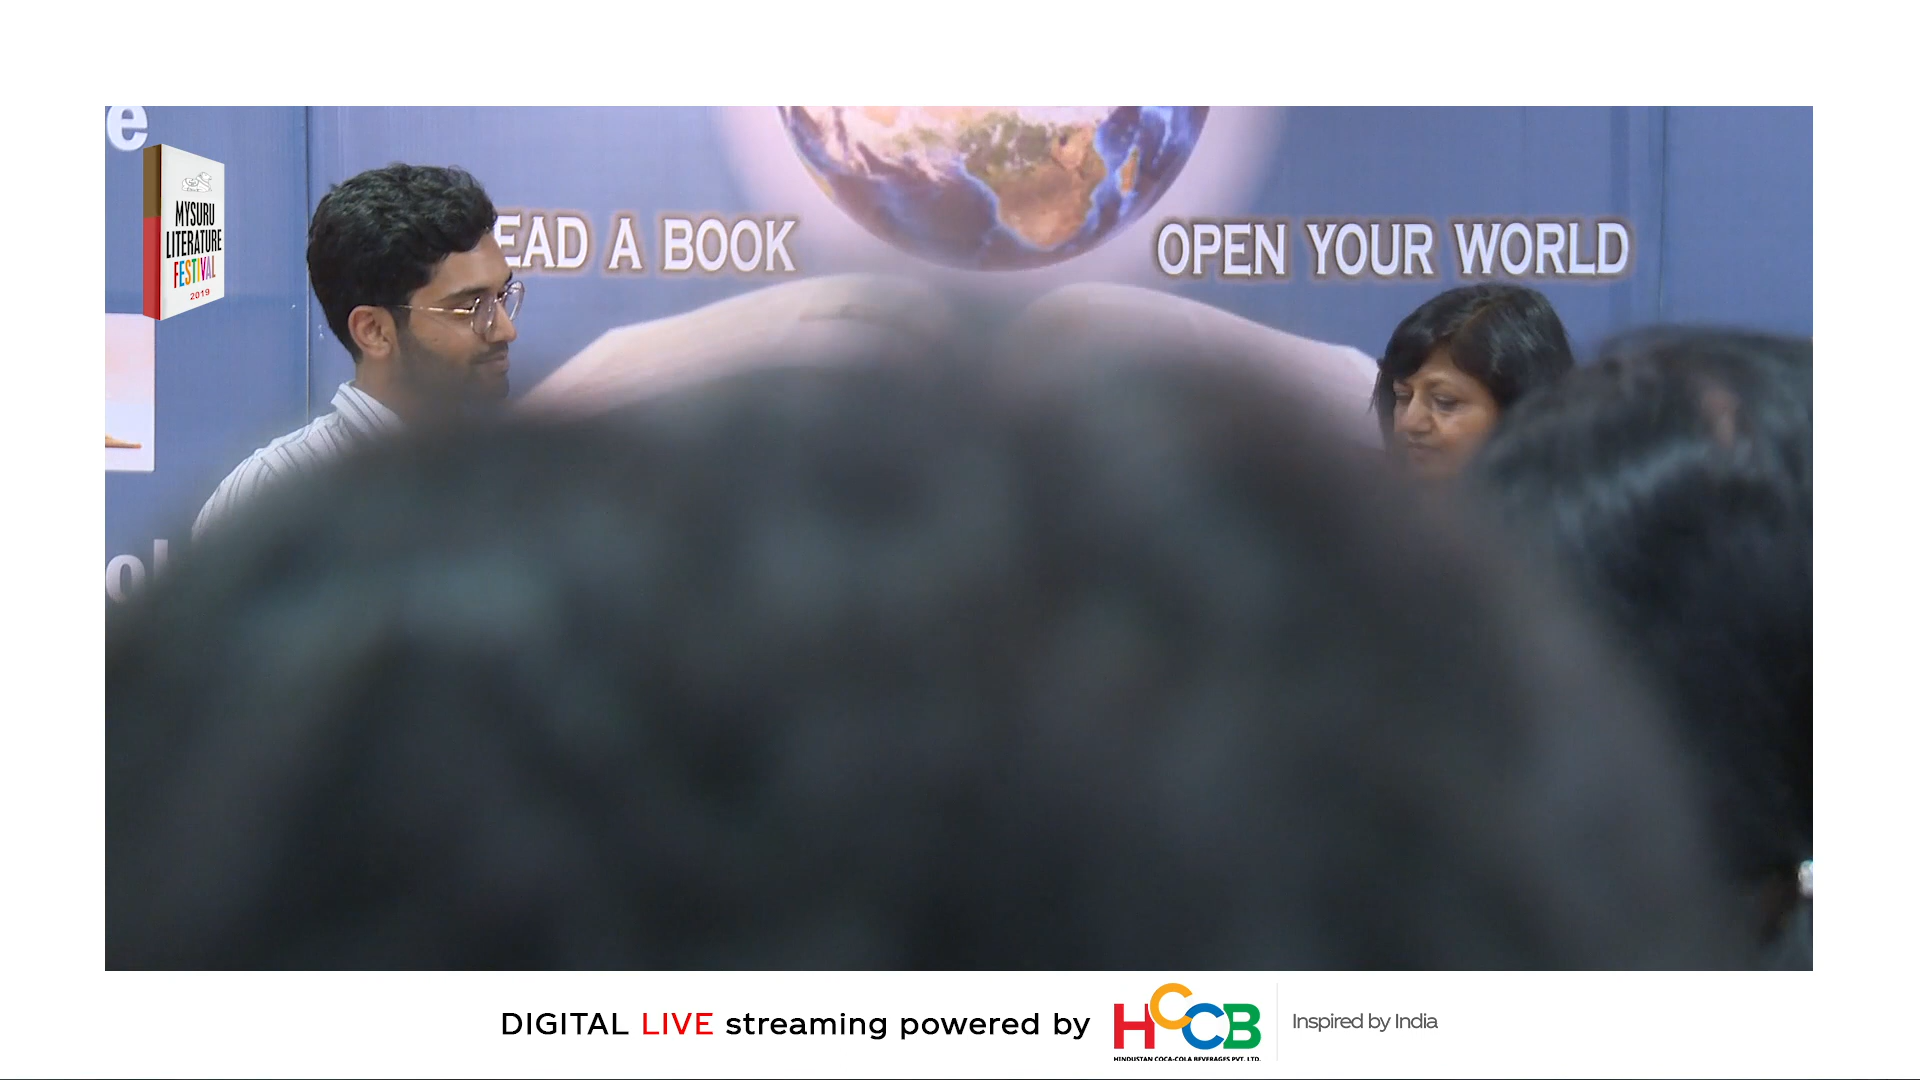 e
MYSURU
LITERATURE
FESTIVAL
2019
EAD A BOOK
OPEN YOUR WORLD
DIGITAL LIVE streaming powered by
HCCB
HINDUSTAN COCA-COLA BEVERAGES PVT. LTD.
Inspired by India